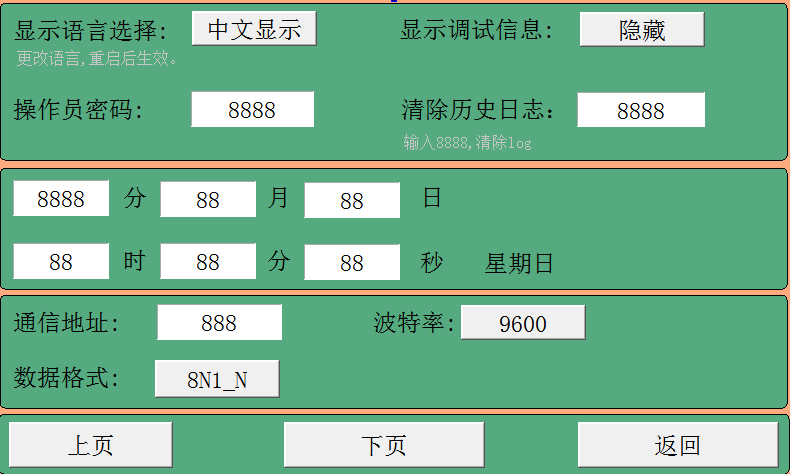 显示语言选择: 中文显示 显示调试信息: 隐藏
更改语言,重启后生效。
操作员密码: 8888 清除历史日志: 8888
输入8888,清除log
8888 分 88 月 88 日
88 时 88 分 88 秒 星期日
通信地址: 888 波特率: 9600
数据格式: 8N1_N
上页 下页 返回